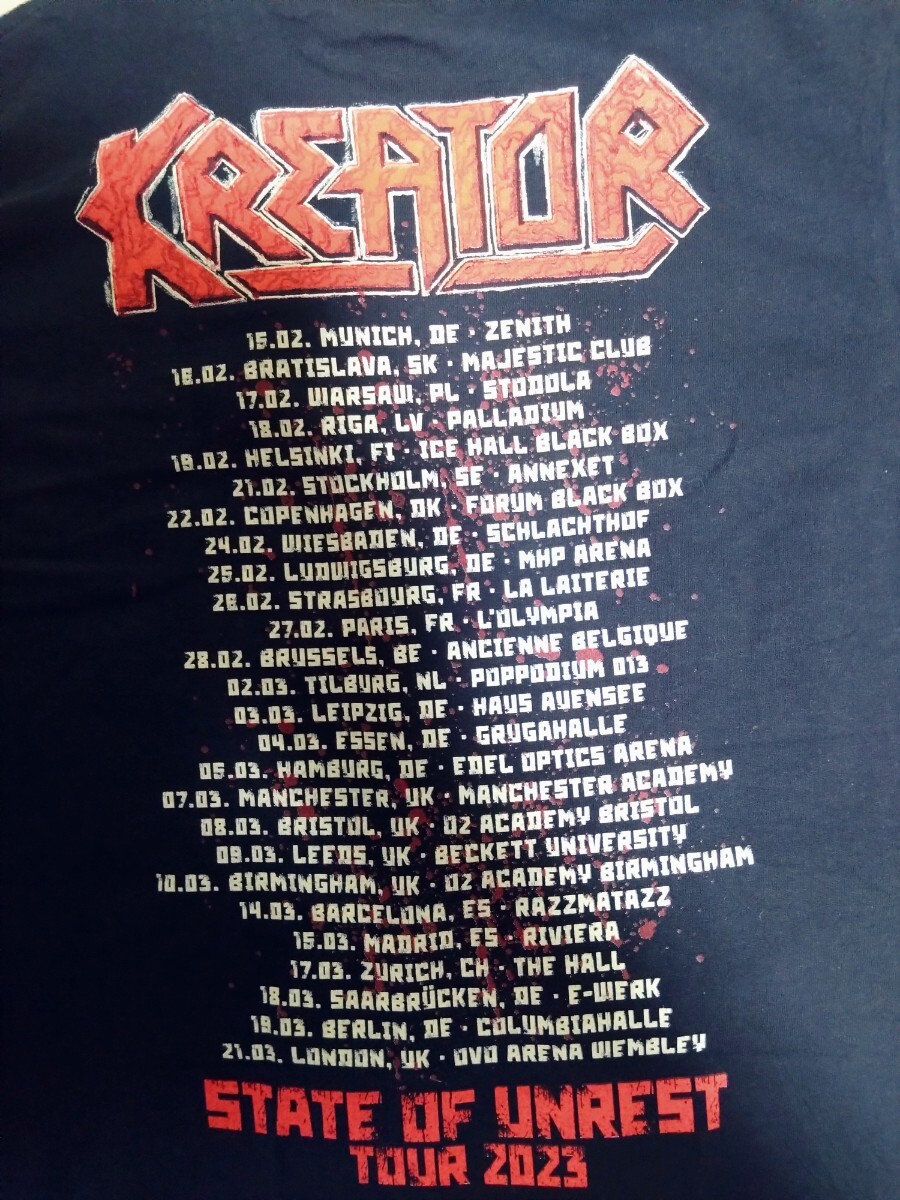 KREATOR
15.02. MUNICH, DE · ZENITH
16.02. BRATISLAVA, SK · MAJESTIC CLUB
17.02. WARSAW, PL · STODOLA
18.02. RIGA, LV · PALLADIUM
19.02. HELSINKI, FI · ICE HALL BLACK BOX
21.02. STOCKHOLM, SE · ANNEXET
22.02. COPENHAGEN, DK · FORUM BLACK BOX
24.02. WIESBADEN, DE · SCHLACHTHOF
25.02. LUDWIGSBURG, DE · MHP ARENA
26.02. STRASBOURG, FR · LA LAITERIE
27.02. PARIS, FR · L'OLYMPIA
28.02. BRUSSELS, BE · ANCIENNE BELGIQUE
02.03. TILBURG, NL · POPPODIUM 013
03.03. LEIPZIG, DE · HAUS AUENSEE
04.03. ESSEN, DE · GRUGAHALLE
05.03. HAMBURG, DE · EDEL OPTICS ARENA
07.03. MANCHESTER, UK · MANCHESTER ACADEMY
08.03. BRISTOL, UK · O2 ACADEMY BRISTOL
09.03. LEEDS, UK · BECKETT UNIVERSITY
10.03. BIRMINGHAM, UK · O2 ACADEMY BIRMINGHAM
14.03. BARCELONA, ES · RAZZMATAZZ
15.03. MADRID, ES · RIVIERA
17.03. ZURICH, CH · THE HALL
18.03. SAARBRÜCKEN, DE · E-WERK
19.03. BERLIN, DE · COLUMBIAHALLE
21.03. LONDON, UK · OVO ARENA WEMBLEY
STATE OF UNREST
TOUR 2023